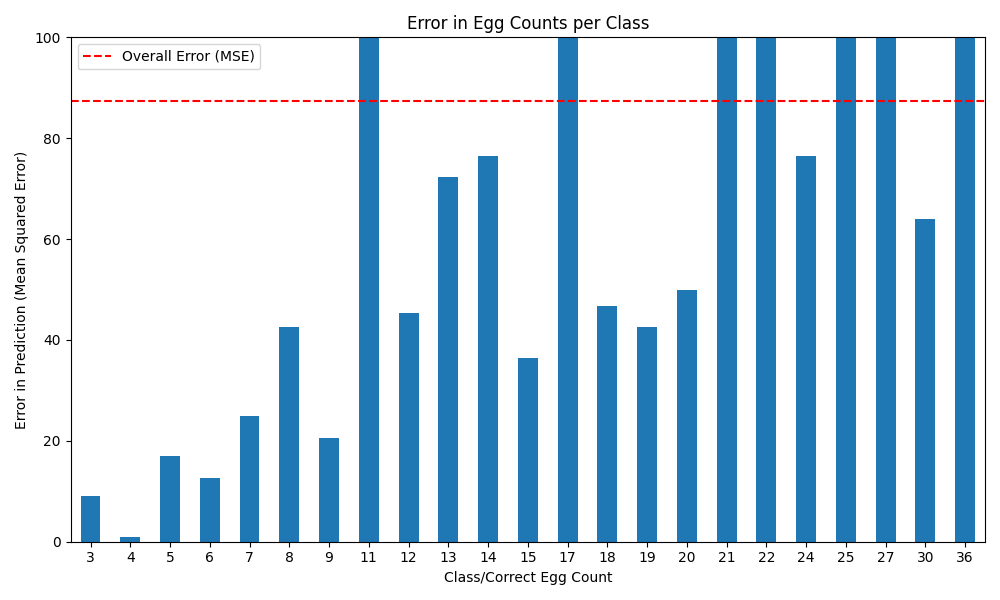 Error in Egg Counts per Class
Overall Error (MSE)
Error in Prediction (Mean Squared Error)
100
80
60
40
20
0
3 4 5 6 7 8 9 11 12 13 14 15 17 18 19 20 21 22 24 25 27 30 36
Class/Correct Egg Count